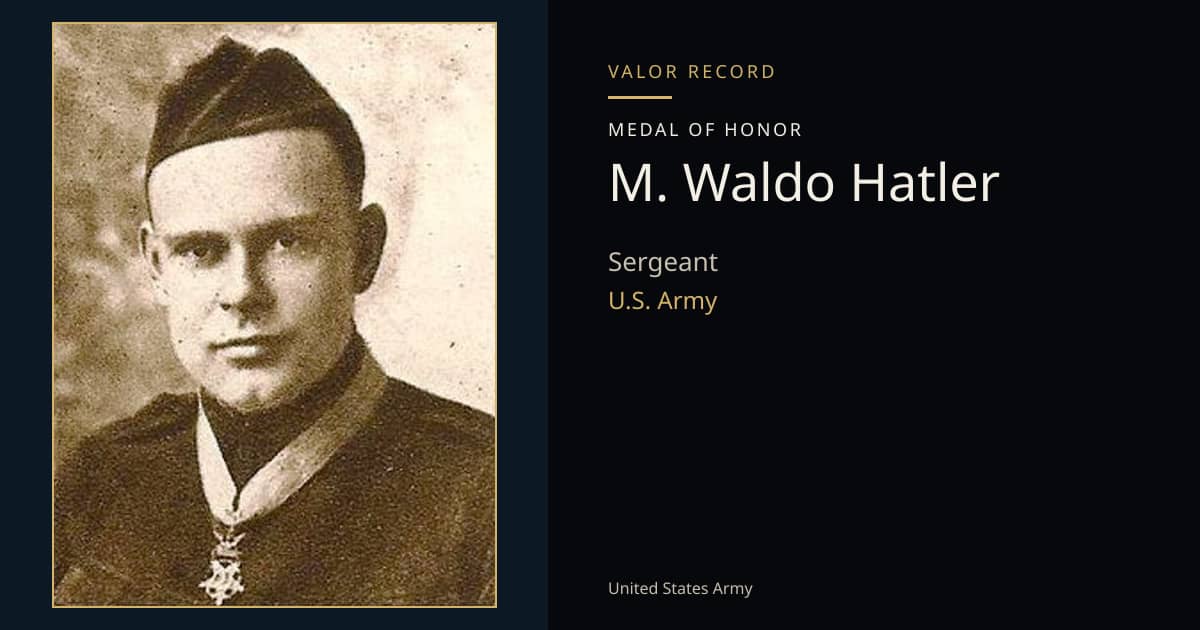 VALOR RECORD
MEDAL OF HONOR
M. Waldo Hatler
Sergeant
U.S. Army
United States Army